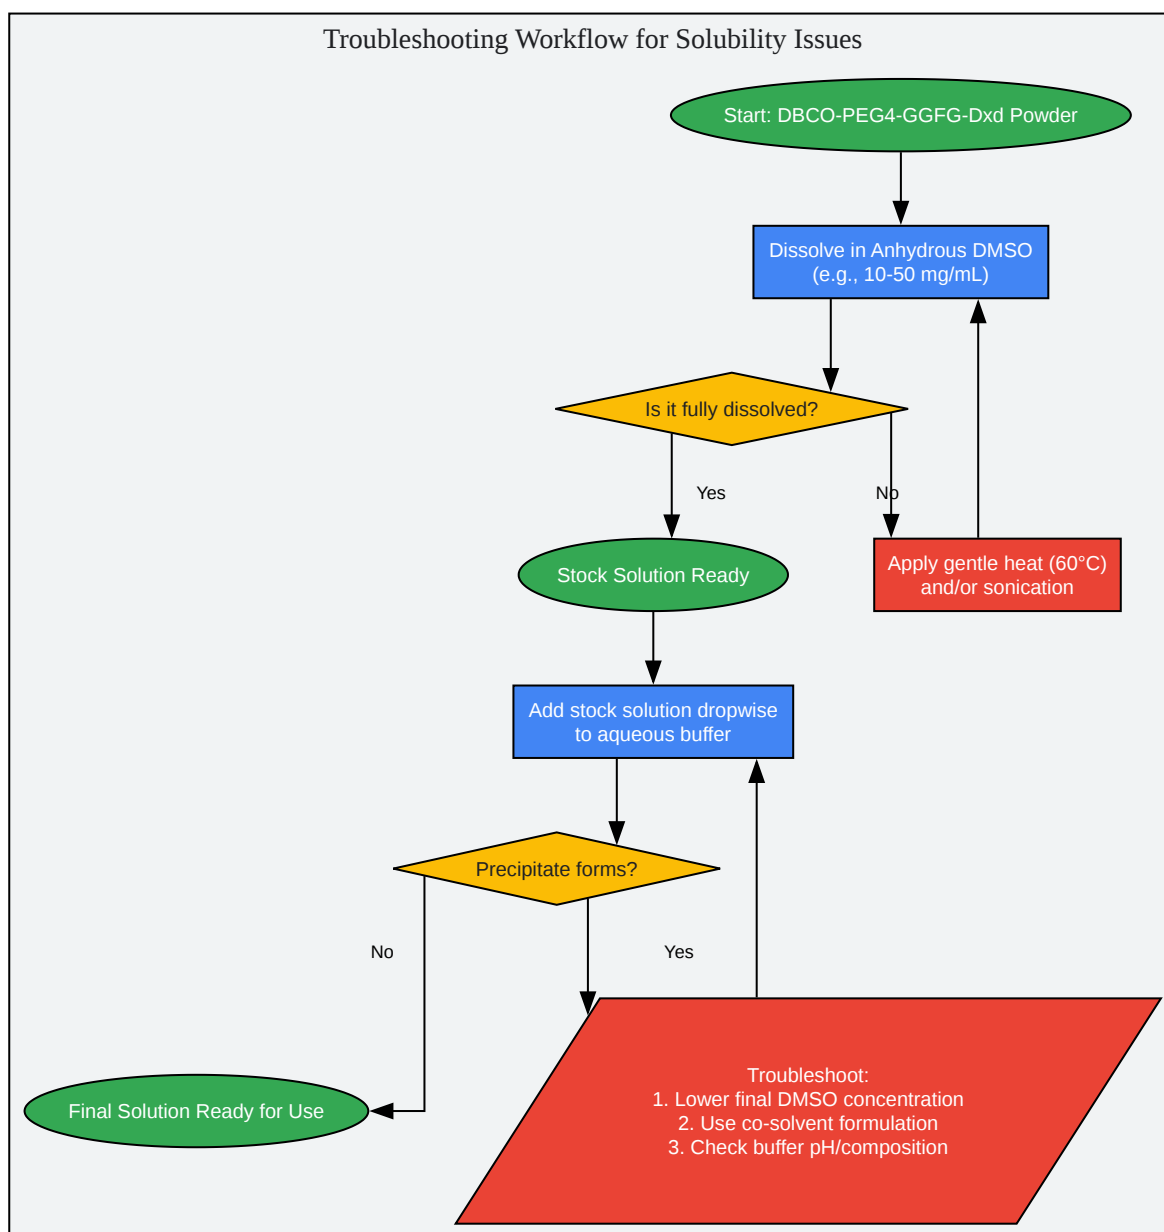 Troubleshooting Workflow for Solubility Issues
Start: DBCO-PEG4-GGFG-Dxd Powder
Dissolve in Anhydrous DMSO
(e.g., 10-50 mg/mL)
Is it fully dissolved?
Yes
No
Stock Solution Ready
Apply gentle heat (60°C)
and/or sonication
Add stock solution dropwise
to aqueous buffer
Precipitate forms?
No
Yes
Final Solution Ready for Use
Troubleshoot:
1. Lower final DMSO concentration
2. Use co-solvent formulation
3. Check buffer pH/composition